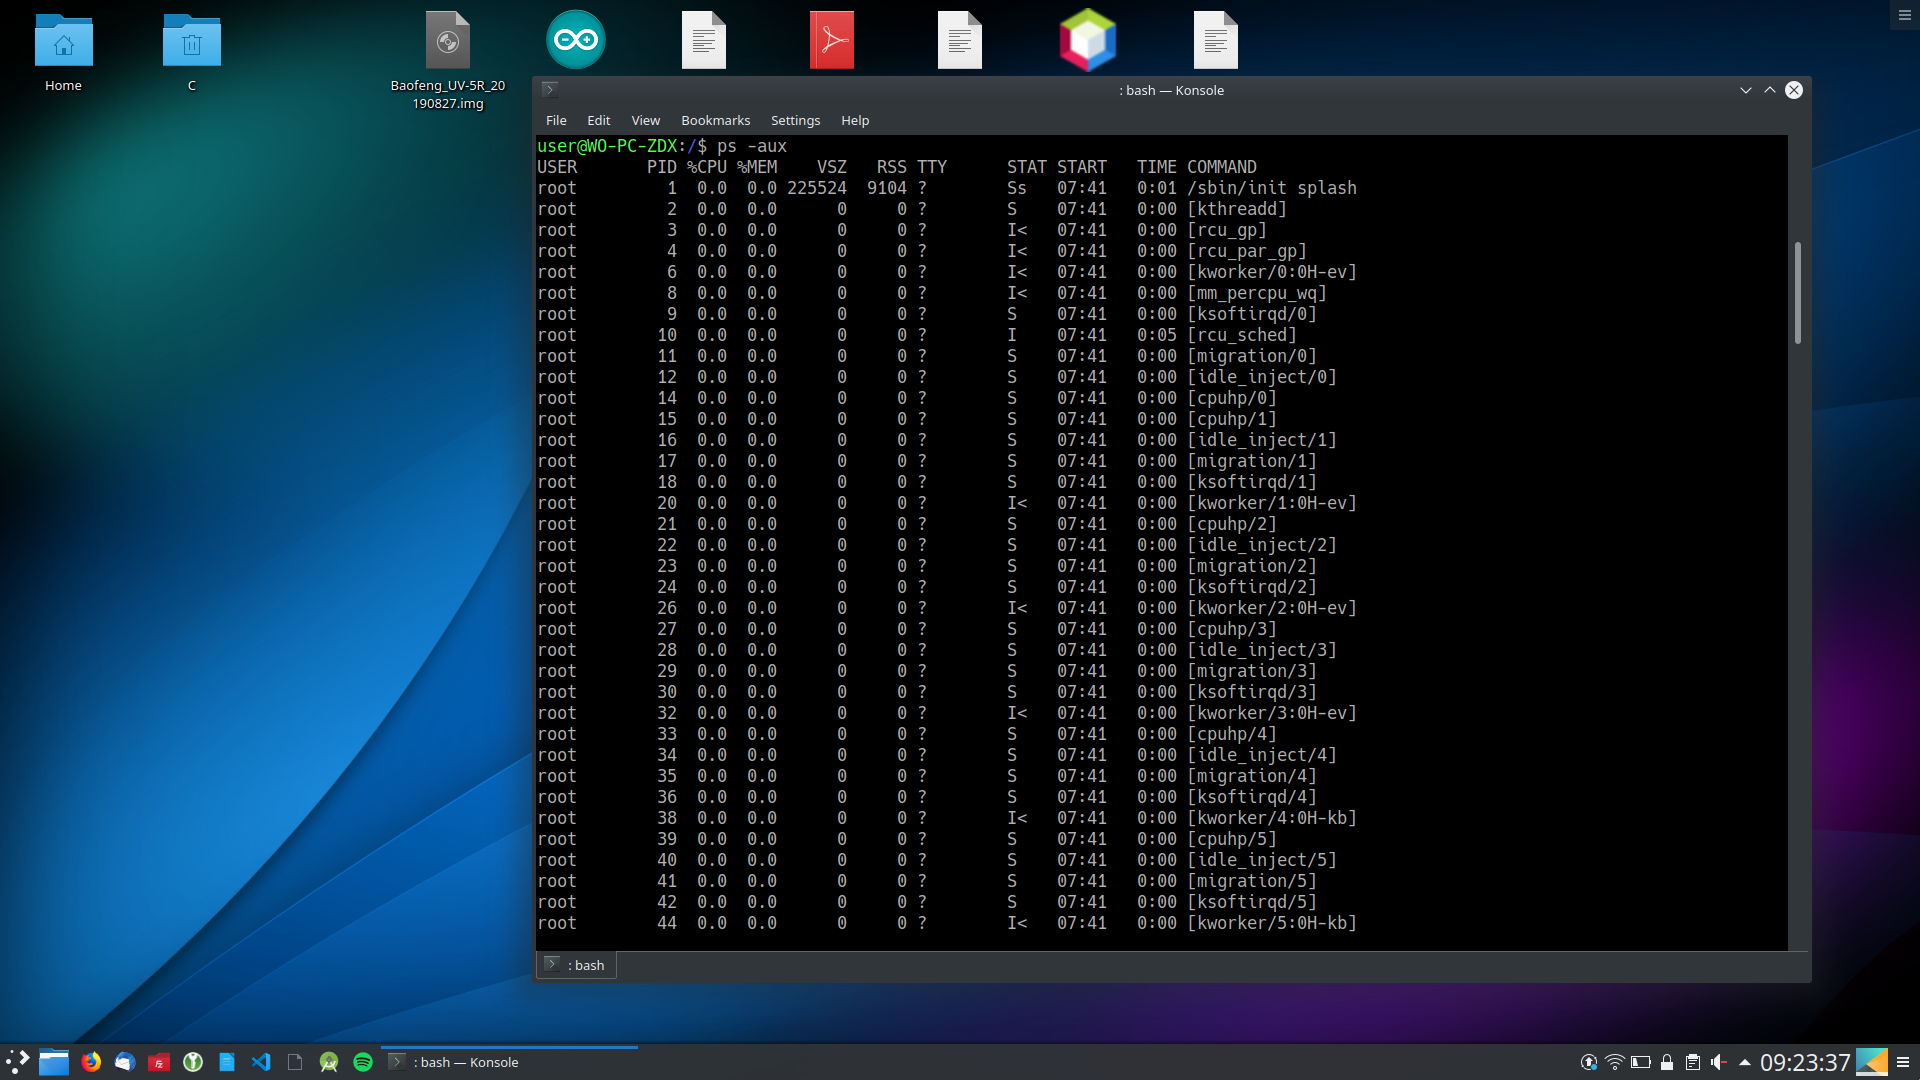 Home
C
Baofeng_UV-5R_20
190827.img
: bash — Konsole
File Edit View Bookmarks Settings Help
user@WO-PC-ZDX:/$ ps -aux
USER       PID %CPU %MEM    VSZ   RSS TTY      STAT START   TIME COMMAND
root         1  0.0  0.0 225524  9104 ?        Ss   07:41   0:01 /sbin/init splash
root         2  0.0  0.0      0     0 ?        S    07:41   0:00 [kthreadd]
root         3  0.0  0.0      0     0 ?        I<   07:41   0:00 [rcu_gp]
root         4  0.0  0.0      0     0 ?        I<   07:41   0:00 [rcu_par_gp]
root         6  0.0  0.0      0     0 ?        I<   07:41   0:00 [kworker/0:0H-ev]
root         8  0.0  0.0      0     0 ?        I<   07:41   0:00 [mm_percpu_wq]
root         9  0.0  0.0      0     0 ?        S    07:41   0:00 [ksoftirqd/0]
root        10  0.0  0.0      0     0 ?        I    07:41   0:05 [rcu_sched]
root        11  0.0  0.0      0     0 ?        S    07:41   0:00 [migration/0]
root        12  0.0  0.0      0     0 ?        S    07:41   0:00 [idle_inject/0]
root        14  0.0  0.0      0     0 ?        S    07:41   0:00 [cpuhp/0]
root        15  0.0  0.0      0     0 ?        S    07:41   0:00 [cpuhp/1]
root        16  0.0  0.0      0     0 ?        S    07:41   0:00 [idle_inject/1]
root        17  0.0  0.0      0     0 ?        S    07:41   0:00 [migration/1]
root        18  0.0  0.0      0     0 ?        S    07:41   0:00 [ksoftirqd/1]
root        20  0.0  0.0      0     0 ?        I<   07:41   0:00 [kworker/1:0H-ev]
root        21  0.0  0.0      0     0 ?        S    07:41   0:00 [cpuhp/2]
root        22  0.0  0.0      0     0 ?        S    07:41   0:00 [idle_inject/2]
root        23  0.0  0.0      0     0 ?        S    07:41   0:00 [migration/2]
root        24  0.0  0.0      0     0 ?        S    07:41   0:00 [ksoftirqd/2]
root        26  0.0  0.0      0     0 ?        I<   07:41   0:00 [kworker/2:0H-ev]
root        27  0.0  0.0      0     0 ?        S    07:41   0:00 [cpuhp/3]
root        28  0.0  0.0      0     0 ?        S    07:41   0:00 [idle_inject/3]
root        29  0.0  0.0      0     0 ?        S    07:41   0:00 [migration/3]
root        30  0.0  0.0      0     0 ?        S    07:41   0:00 [ksoftirqd/3]
root        32  0.0  0.0      0     0 ?        I<   07:41   0:00 [kworker/3:0H-ev]
root        33  0.0  0.0      0     0 ?        S    07:41   0:00 [cpuhp/4]
root        34  0.0  0.0      0     0 ?        S    07:41   0:00 [idle_inject/4]
root        35  0.0  0.0      0     0 ?        S    07:41   0:00 [migration/4]
root        36  0.0  0.0      0     0 ?        S    07:41   0:00 [ksoftirqd/4]
root        38  0.0  0.0      0     0 ?        I<   07:41   0:00 [kworker/4:0H-kb]
root        39  0.0  0.0      0     0 ?        S    07:41   0:00 [cpuhp/5]
root        40  0.0  0.0      0     0 ?        S    07:41   0:00 [idle_inject/5]
root        41  0.0  0.0      0     0 ?        S    07:41   0:00 [migration/5]
root        42  0.0  0.0      0     0 ?        S    07:41   0:00 [ksoftirqd/5]
root        44  0.0  0.0      0     0 ?        I<   07:41   0:00 [kworker/5:0H-kb]
: bash
: bash — Konsole
09:23:37